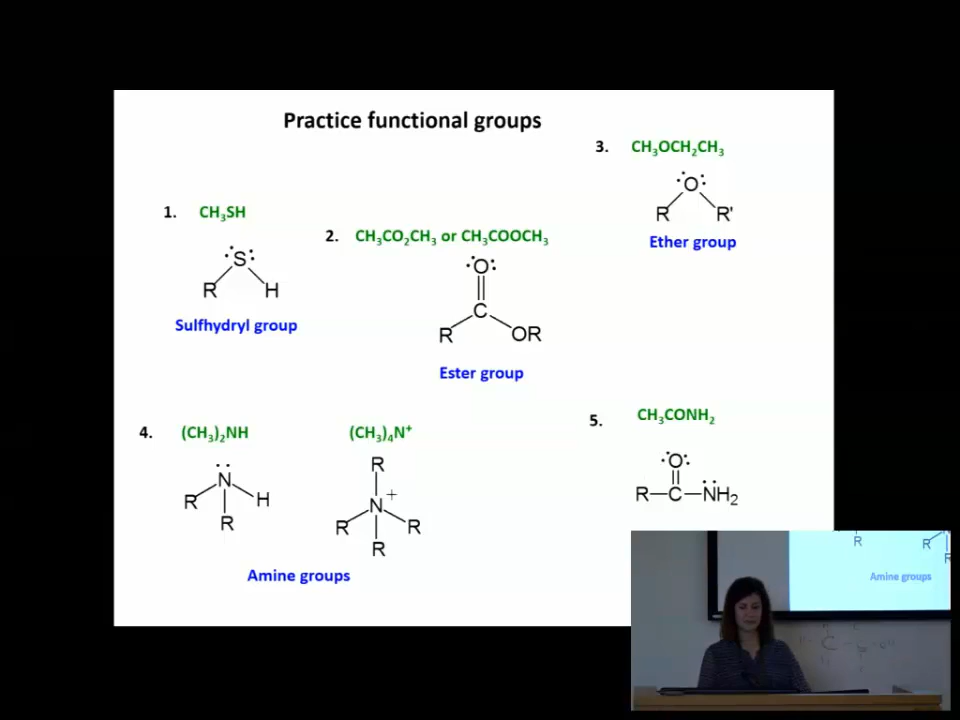 Practice functional groups
1. CH₃SH
S
R H
Sulfhydryl group
2. CH₃CO₂CH₃ or CH₃COOCH₃
O
C
R OR
Ester group
3. CH₃OCH₂CH₃
O
R R'
Ether group
4. (CH₃)₂NH (CH₃)₄N⁺
N
R H
R
R
N +
R R
R
Amine groups
5. CH₃CONH₂
O
R—C—NH₂
R R
Amine groups